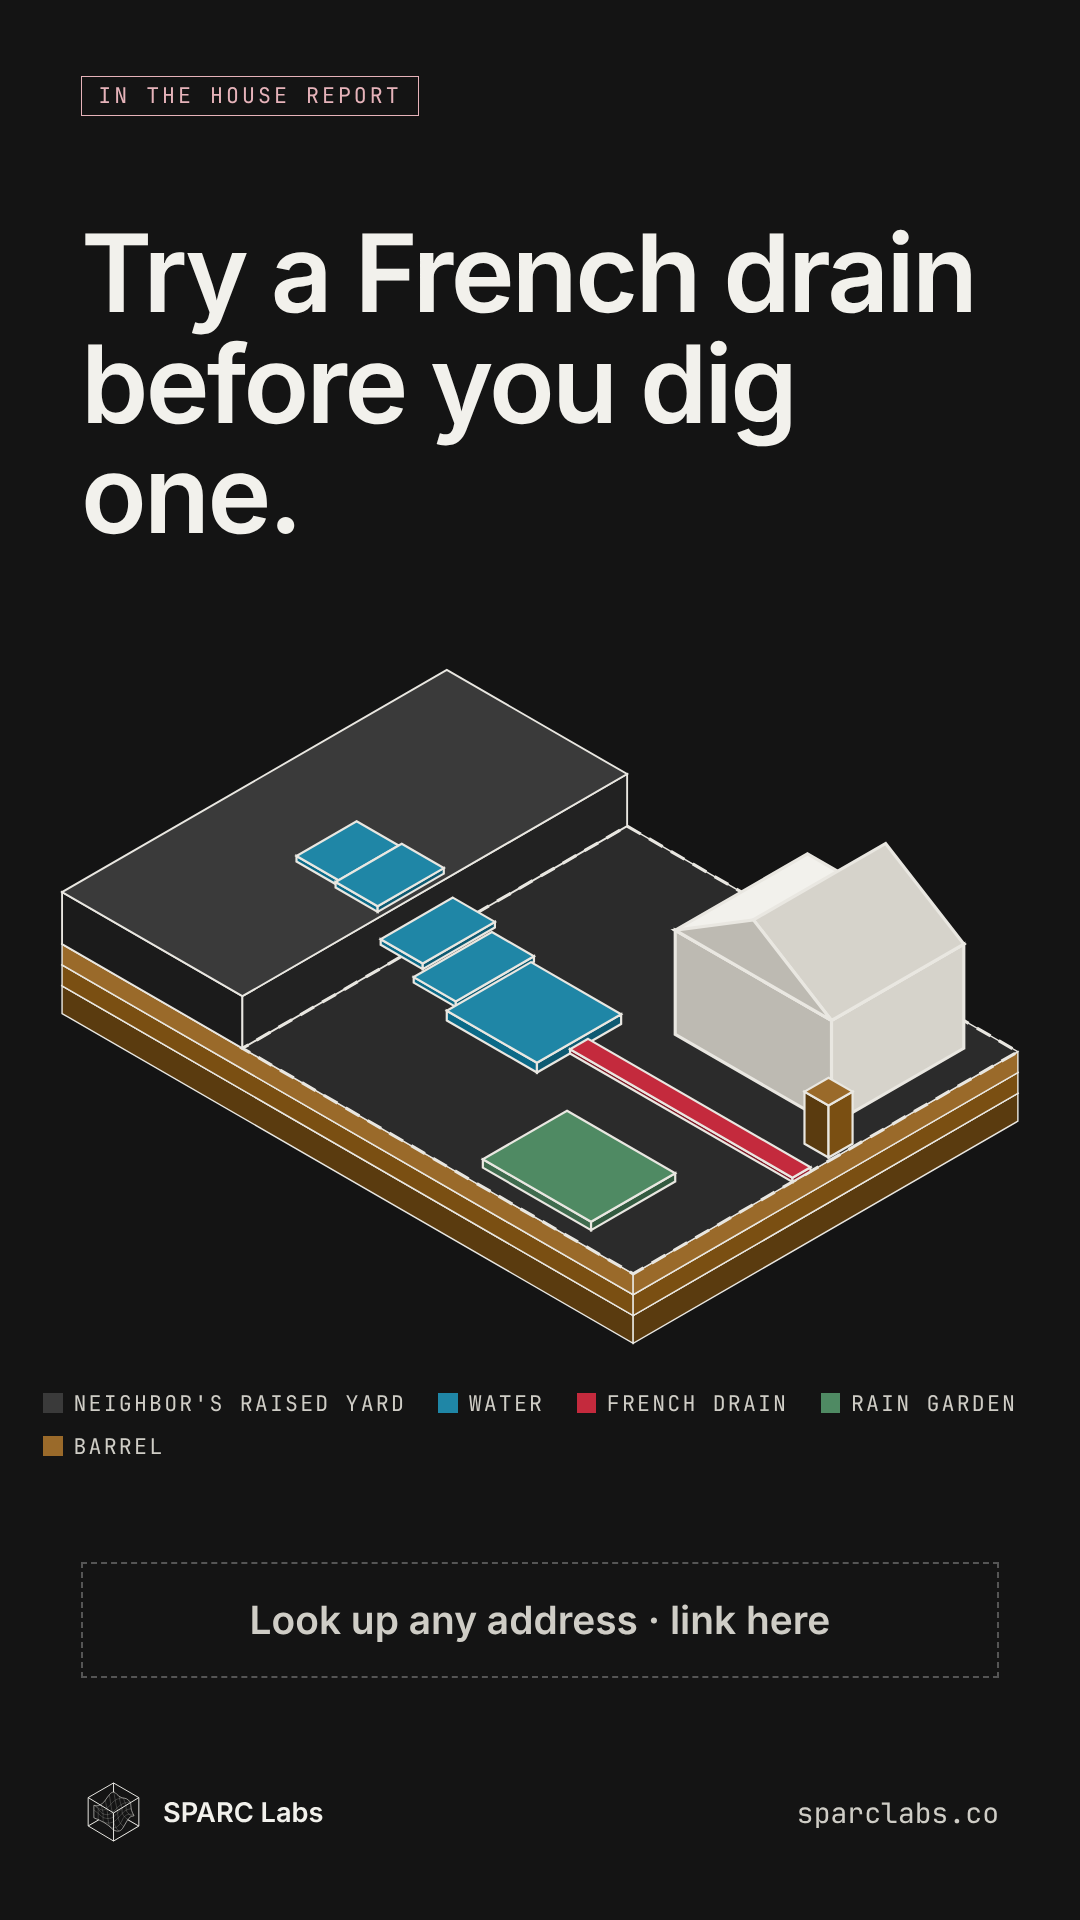 IN THE HOUSE REPORT
Try a French drain
before you dig
one.
NEIGHBOR'S RAISED YARD WATER FRENCH DRAIN RAIN GARDEN
BARREL
Look up any address · link here
SPARC Labs sparclabs.co